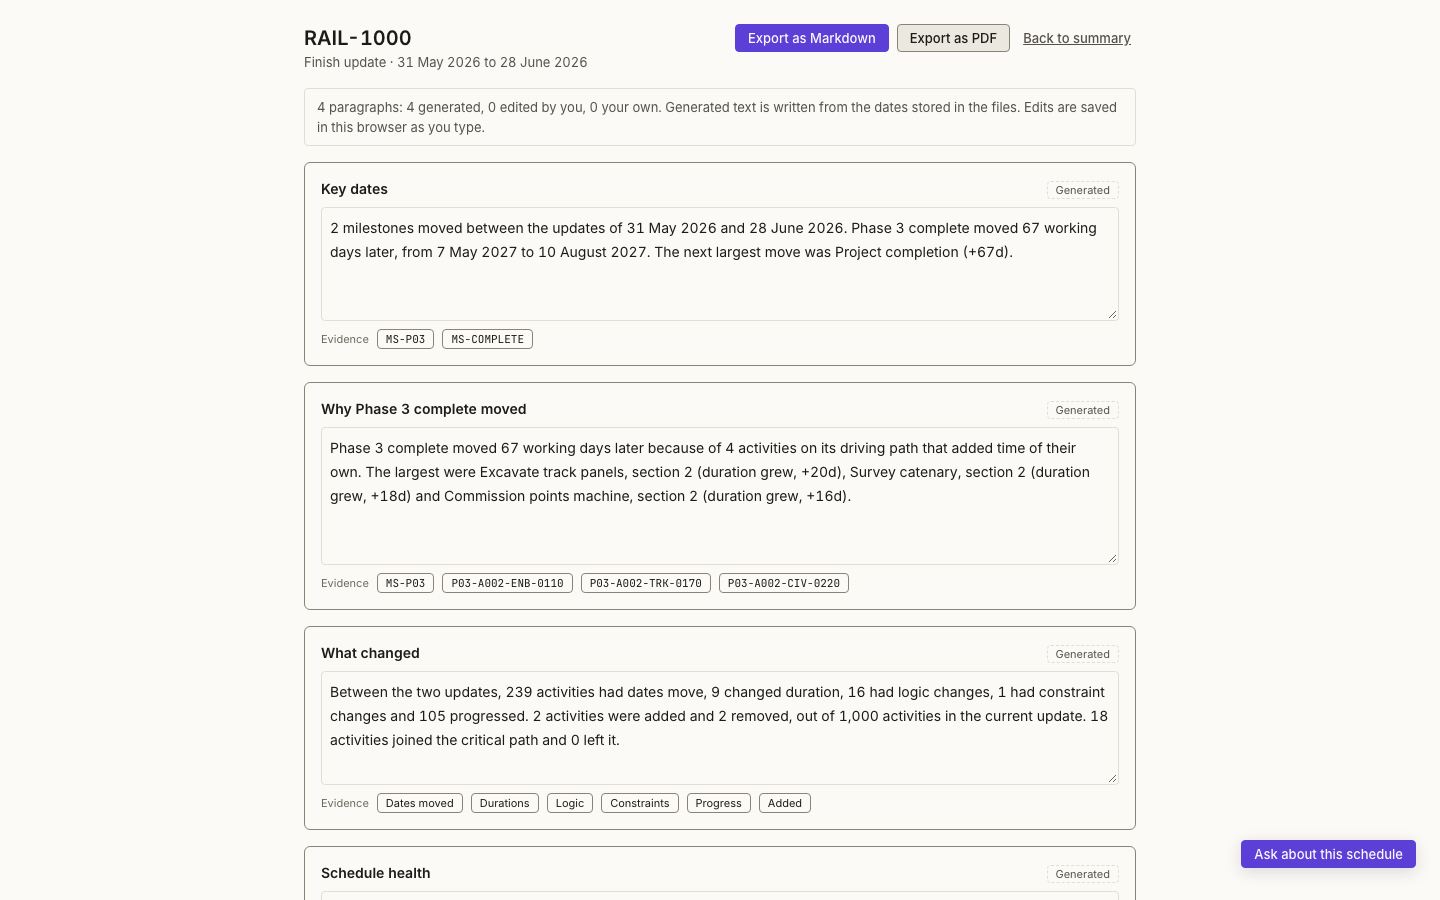 RAIL-1000
Finish update · 31 May 2026 to 28 June 2026
Export as Markdown
Export as PDF
Back to summary
4 paragraphs: 4 generated, 0 edited by you, 0 your own. Generated text is written from the dates stored in the files. Edits are saved
in this browser as you type.
Key dates
Generated
2 milestones moved between the updates of 31 May 2026 and 28 June 2026. Phase 3 complete moved 67 working
days later, from 7 May 2027 to 10 August 2027. The next largest move was Project completion (+67d).
Evidence MS-P03 MS-COMPLETE
Why Phase 3 complete moved
Generated
Phase 3 complete moved 67 working days later because of 4 activities on its driving path that added time of their
own. The largest were Excavate track panels, section 2 (duration grew, +20d), Survey catenary, section 2 (duration
grew, +18d) and Commission points machine, section 2 (duration grew, +16d).
Evidence MS-P03 P03-A002-ENB-0110 P03-A002-TRK-0170 P03-A002-CIV-0220
What changed
Generated
Between the two updates, 239 activities had dates move, 9 changed duration, 16 had logic changes, 1 had constraint
changes and 105 progressed. 2 activities were added and 2 removed, out of 1,000 activities in the current update. 18
activities joined the critical path and 0 left it.
Evidence Dates moved Durations Logic Constraints Progress Added
Schedule health
Generated
Ask about this schedule